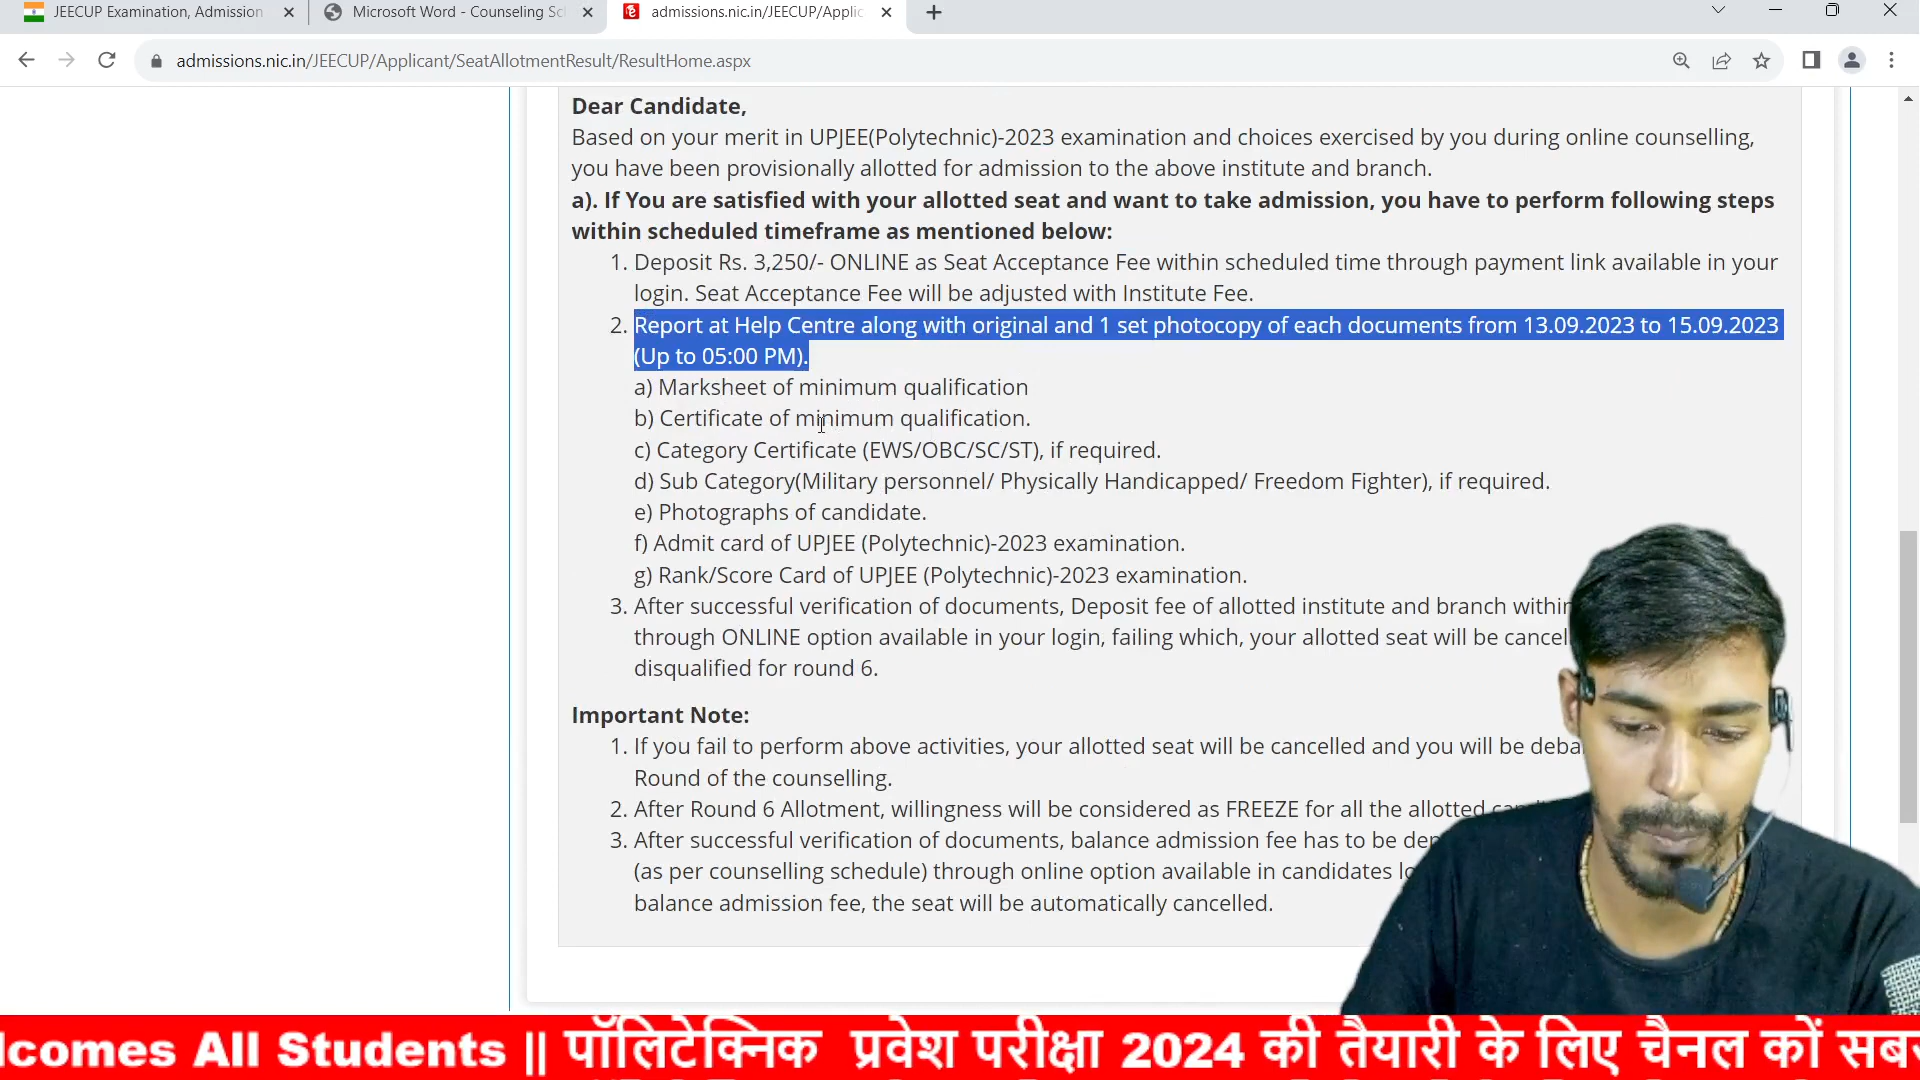 JEECUP Examination, Admission
Microsoft Word - Counseling Sc
admissions.nic.in/JEECUP/Applic
admissions.nic.in/JEECUP/Applicant/SeatAllotmentResult/ResultHome.aspx
Dear Candidate,
Based on your merit in UPJEE(Polytechnic)-2023 examination and choices exercised by you during online counselling,
you have been provisionally allotted for admission to the above institute and branch.
a). If You are satisfied with your allotted seat and want to take admission, you have to perform following steps
within scheduled timeframe as mentioned below:
1. Deposit Rs. 3,250/- ONLINE as Seat Acceptance Fee within scheduled time through payment link available in your
login. Seat Acceptance Fee will be adjusted with Institute Fee.
2. Report at Help Centre along with original and 1 set photocopy of each documents from 13.09.2023 to 15.09.2023
(Up to 05:00 PM).
a) Marksheet of minimum qualification
b) Certificate of minimum qualification.
c) Category Certificate (EWS/OBC/SC/ST), if required.
d) Sub Category(Military personnel/ Physically Handicapped/ Freedom Fighter), if required.
e) Photographs of candidate.
f) Admit card of UPJEE (Polytechnic)-2023 examination.
g) Rank/Score Card of UPJEE (Polytechnic)-2023 examination.
3. After successful verification of documents, Deposit fee of allotted institute and branch within
through ONLINE option available in your login, failing which, your allotted seat will be cancel
disqualified for round 6.
Important Note:
1. If you fail to perform above activities, your allotted seat will be cancelled and you will be deba
Round of the counselling.
2. After Round 6 Allotment, willingness will be considered as FREEZE for all the allotted
3. After successful verification of documents, balance admission fee has to be dep
(as per counselling schedule) through online option available in candidates lo
balance admission fee, the seat will be automatically cancelled.
lcomes All Students || पॉलिटेक्निक प्रवेश परीक्षा 2024 की तैयारी के लिए चैनल कों सब